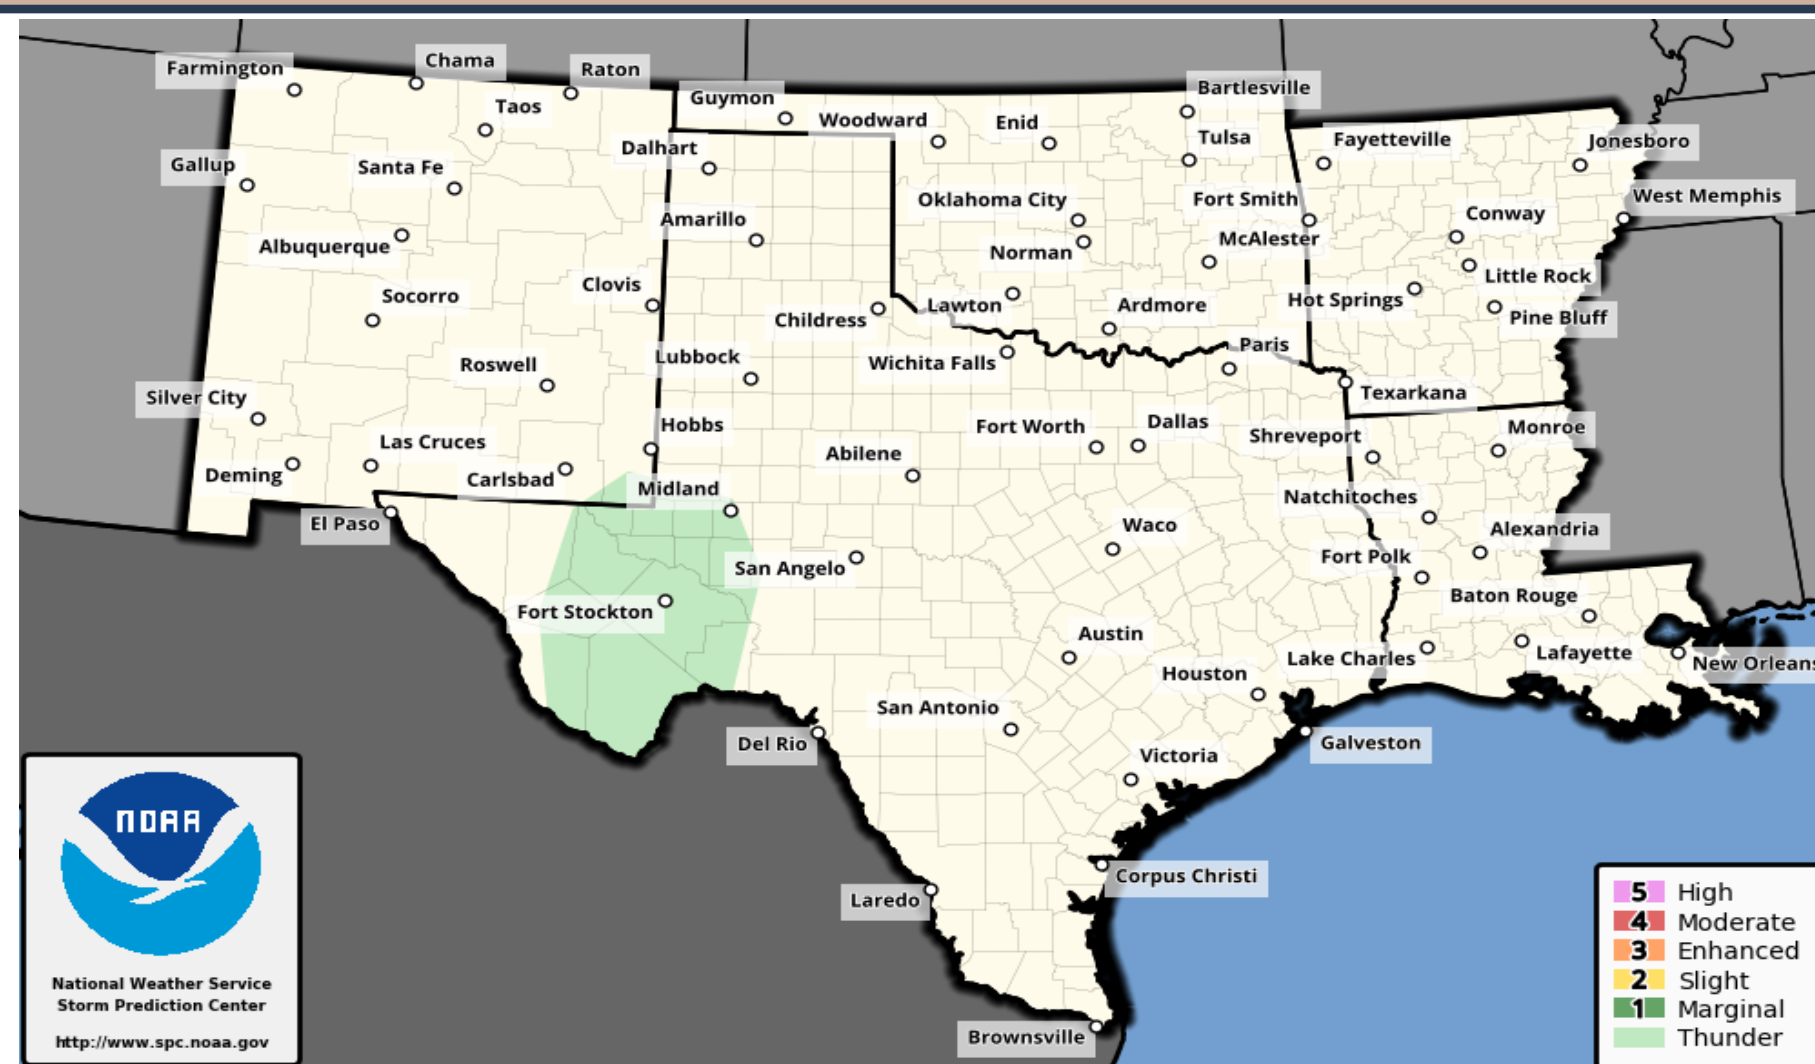 Farmington
Chama
Raton
Guymon
Bartlesville
Taos
Woodward
Enid
Tulsa
Fayetteville
Jonesboro
Gallup
Santa Fe
Dalhart
Oklahoma City
Fort Smith
West Memphis
Albuquerque
Amarillo
Norman
McAlester
Conway
Socorro
Clovis
Childress
Lawton
Ardmore
Hot Springs
Little Rock
Pine Bluff
Roswell
Lubbock
Wichita Falls
Paris
Silver City
Hobbs
Fort Worth
Dallas
Texarkana
Shreveport
Monroe
Las Cruces
Deming
Carlsbad
Midland
Abilene
Natchitoches
El Paso
Waco
Alexandria
San Angelo
Fort Polk
Fort Stockton
Baton Rouge
Austin
Lake Charles
Lafayette
New Orleans
Houston
San Antonio
Del Rio
Victoria
Galveston
Laredo
Corpus Christi
Brownsville
NOAA
National Weather Service
Storm Prediction Center
http://www.spc.noaa.gov
5 High
4 Moderate
3 Enhanced
2 Slight
1 Marginal
Thunder